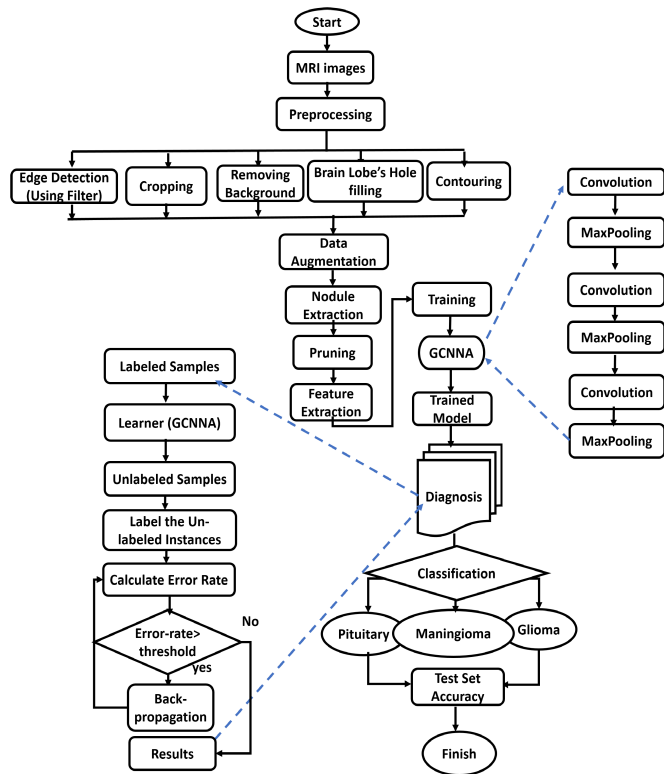 Start
MRI images
Preprocessing
Edge Detection
(Using Filter)
Cropping
Removing
Background
Brain Lobe's Hole
filling
Contouring
Data
Augmentation
Nodule
Extraction
Pruning
Feature
Extraction
Training
GCNNA
Trained
Model
Convolution
MaxPooling
Convolution
MaxPooling
Convolution
MaxPooling
Diagnosis
Classification
Pituitary
Maningioma
Glioma
Test Set
Accuracy
Finish
Labeled Samples
Learner (GCNNA)
Unlabeled Samples
Label the Un-
labeled Instances
Calculate Error Rate
Error-rate>
threshold
No
yes
Back-
propagation
Results